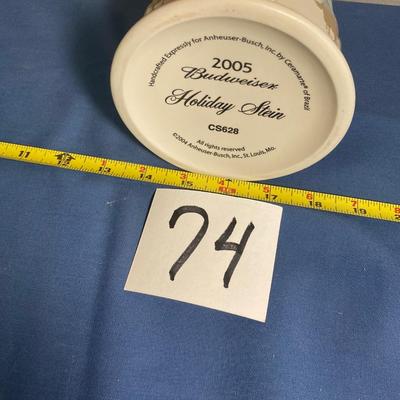 Handcrafted Expressly for Anheuser-Busch, Inc. by Ceramarte® of Brazil
2005
Budweiser
Holiday Stein
CS628
All rights reserved
©2004 Anheuser-Busch, Inc., St. Louis, Mo.
11 12 13 14 15 16 17 18 19
74